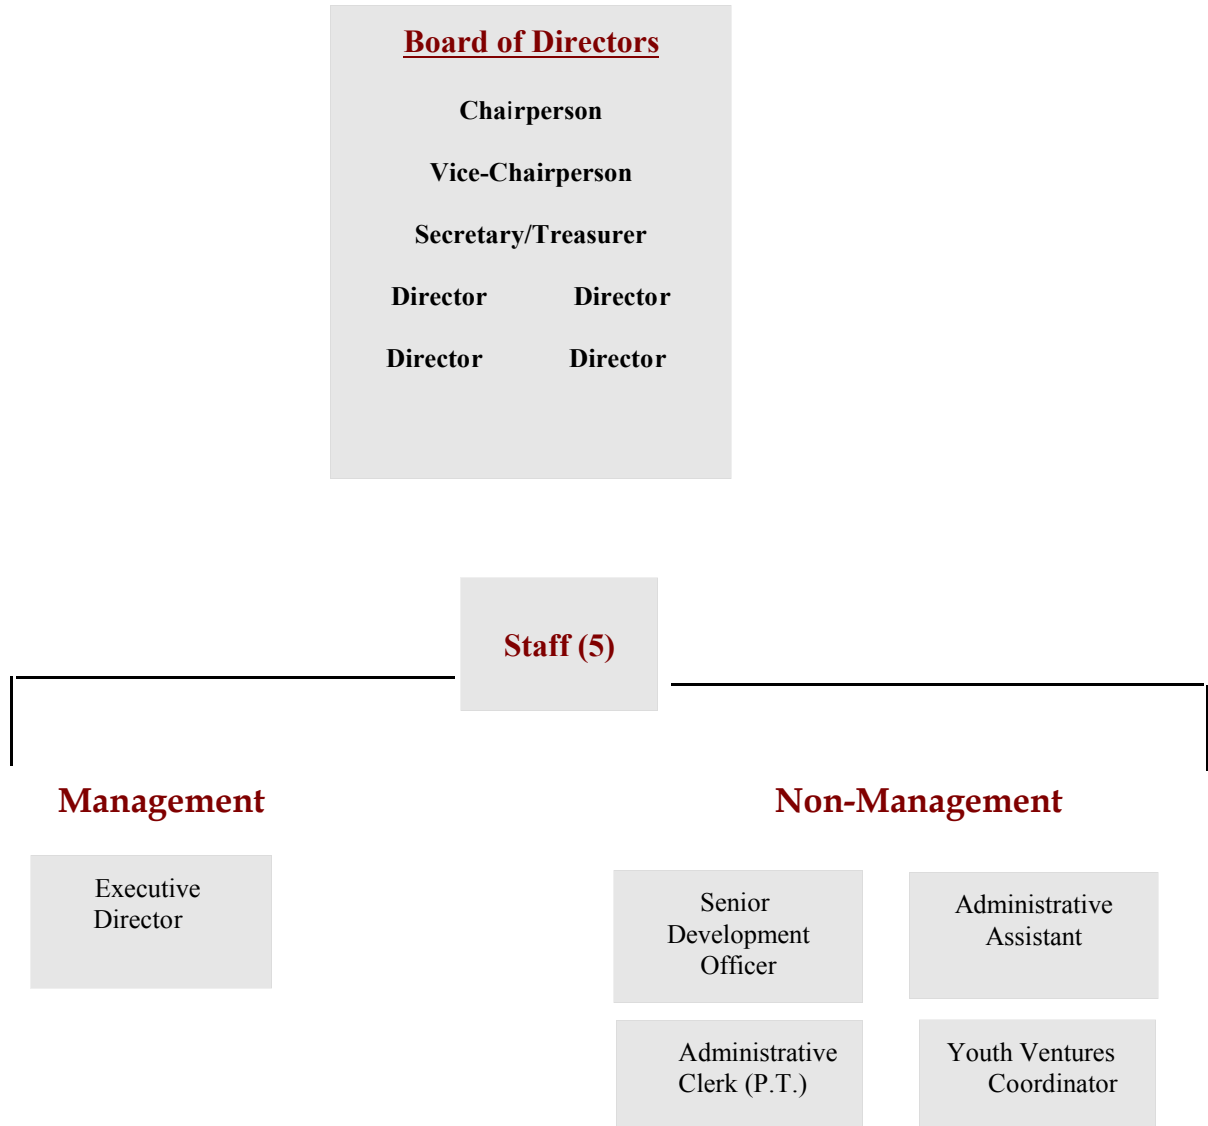 Board of Directors
Chairperson
Vice-Chairperson
Secretary/Treasurer
Director Director
Director Director
Staff (5)
Management
Non-Management
Executive
Director
Senior
Development
Officer
Administrative
Assistant
Administrative
Clerk (P.T.)
Youth Ventures
Coordinator